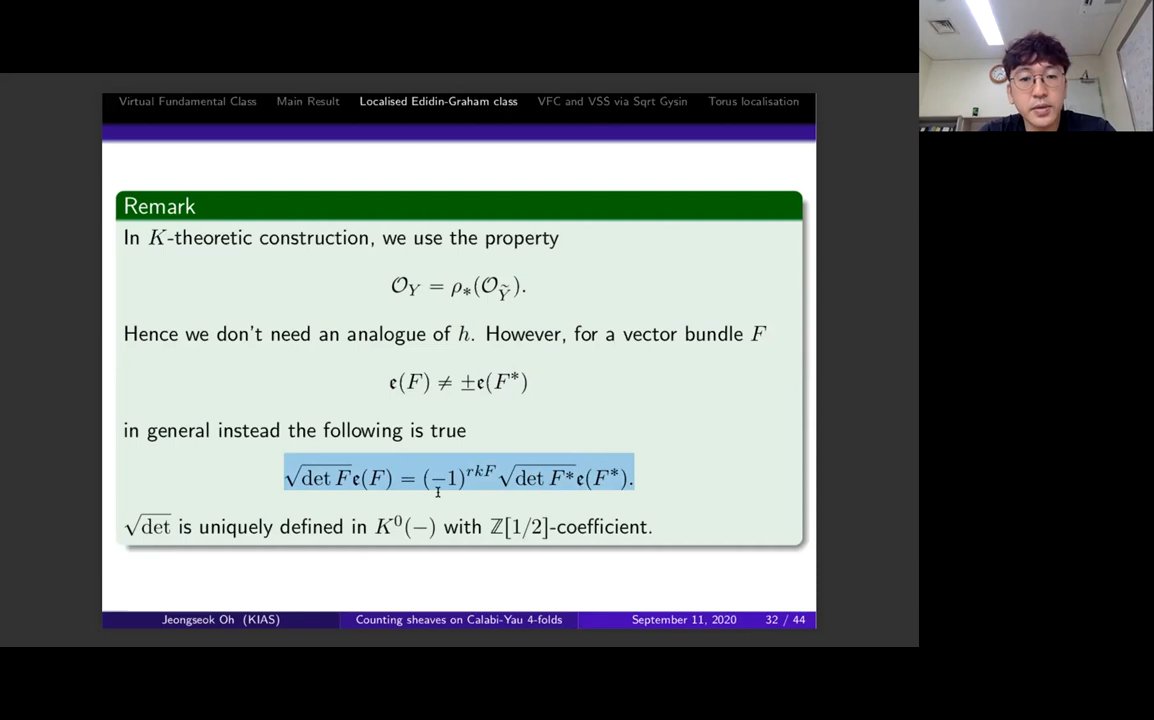 Virtual Fundamental Class Main Result Localised Edidin-Graham class VFC and VSS via Sqrt Gysin Torus localisation
Remark
In K-theoretic construction, we use the property
𝒪_Y = ρ_*(𝒪_Ỹ).
Hence we don't need an analogue of h. However, for a vector bundle F
𝔢(F) ≠ ±𝔢(F*)
in general instead the following is true
√det F 𝔢(F) = (−1)^{rkF} √det F* 𝔢(F*).
√det is uniquely defined in K⁰(−) with ℤ[1/2]-coefficient.
Jeongseok Oh (KIAS) Counting sheaves on Calabi-Yau 4-folds September 11, 2020 32 / 44